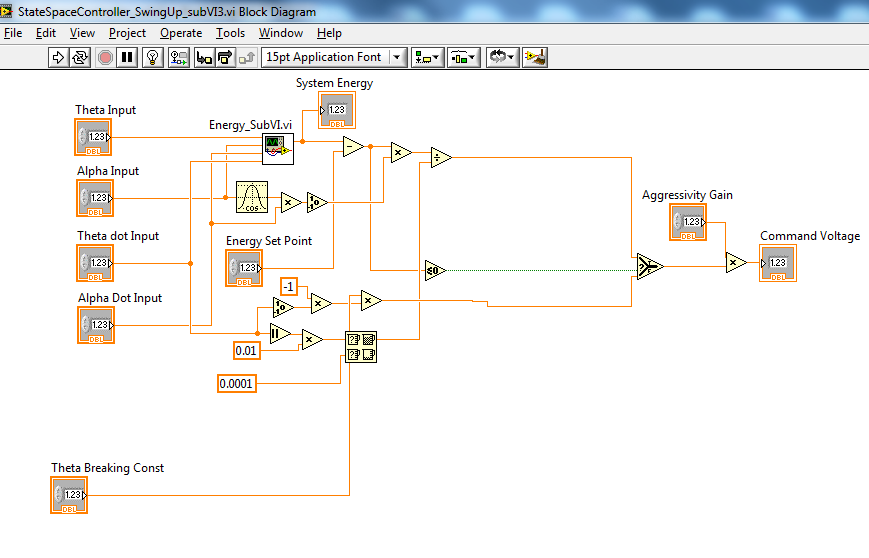 StateSpaceController_SwingUp_subVI3.vi Block Diagram
File Edit View Project Operate Tools Window Help
15pt Application Font
System Energy
1.23
DBL
Theta Input
1.23
DBL
Energy_SubVI.vi
Alpha Input
1.23
DBL
COS
Aggressivity Gain
1.23
DBL
Theta dot Input
1.23
DBL
Energy Set Point
1.23
DBL
Command Voltage
1.23
DBL
≤0
? T F
Alpha Dot Input
1.23
DBL
-1
0.01
0.0001
Theta Breaking Const
1.23
DBL